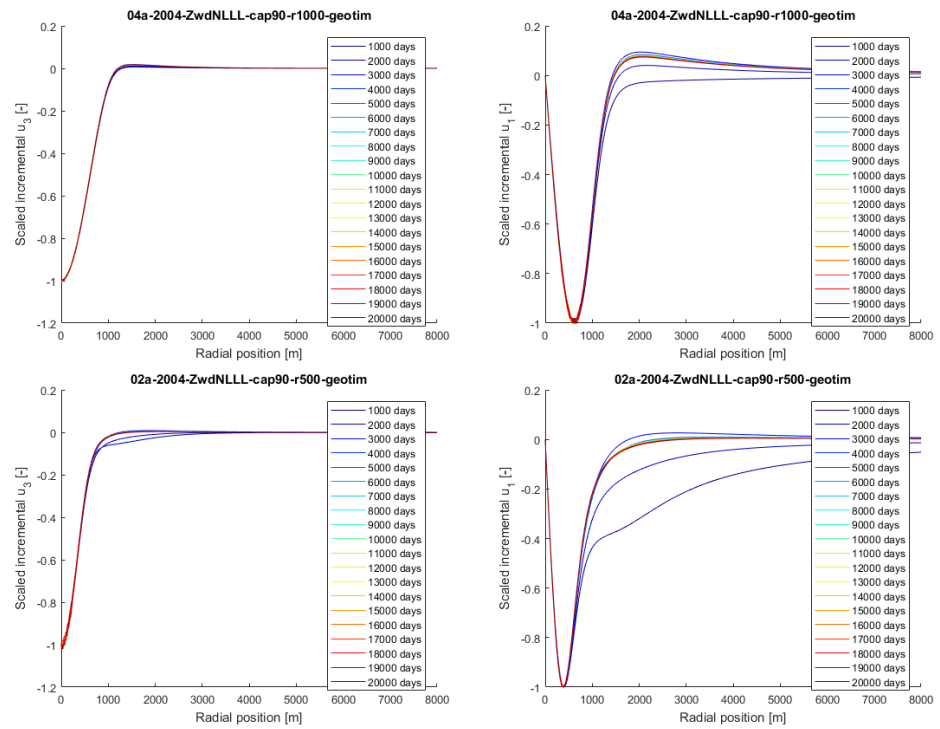 04a-2004-ZwdNLLL-cap90-r1000-geotim
0.2
0
-0.2
-0.4
-0.6
-0.8
-1
-1.2
Scaled incremental u3 [-]
0 1000 2000 3000 4000 5000 6000 7000 8000
Radial position [m]
1000 days
2000 days
3000 days
4000 days
5000 days
6000 days
7000 days
8000 days
9000 days
10000 days
11000 days
12000 days
13000 days
14000 days
15000 days
16000 days
17000 days
18000 days
19000 days
20000 days
04a-2004-ZwdNLLL-cap90-r1000-geotim
0.2
0
-0.2
-0.4
-0.6
-0.8
-1
Scaled incremental u1 [-]
0 1000 2000 3000 4000 5000 6000 7000 8000
Radial position [m]
1000 days
2000 days
3000 days
4000 days
5000 days
6000 days
7000 days
8000 days
9000 days
10000 days
11000 days
12000 days
13000 days
14000 days
15000 days
16000 days
17000 days
18000 days
19000 days
20000 days
02a-2004-ZwdNLLL-cap90-r500-geotim
0.2
0
-0.2
-0.4
-0.6
-0.8
-1
-1.2
Scaled incremental u3 [-]
0 1000 2000 3000 4000 5000 6000 7000 8000
Radial position [m]
1000 days
2000 days
3000 days
4000 days
5000 days
6000 days
7000 days
8000 days
9000 days
10000 days
11000 days
12000 days
13000 days
14000 days
15000 days
16000 days
17000 days
18000 days
19000 days
20000 days
02a-2004-ZwdNLLL-cap90-r500-geotim
0.2
0
-0.2
-0.4
-0.6
-0.8
-1
Scaled incremental u1 [-]
0 1000 2000 3000 4000 5000 6000 7000 8000
Radial position [m]
1000 days
2000 days
3000 days
4000 days
5000 days
6000 days
7000 days
8000 days
9000 days
10000 days
11000 days
12000 days
13000 days
14000 days
15000 days
16000 days
17000 days
18000 days
19000 days
20000 days